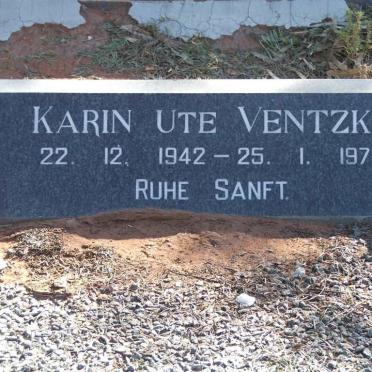 KARIN UTE VENTZK
22. 12. 1942 – 25. 1. 197
RUHE SANFT.